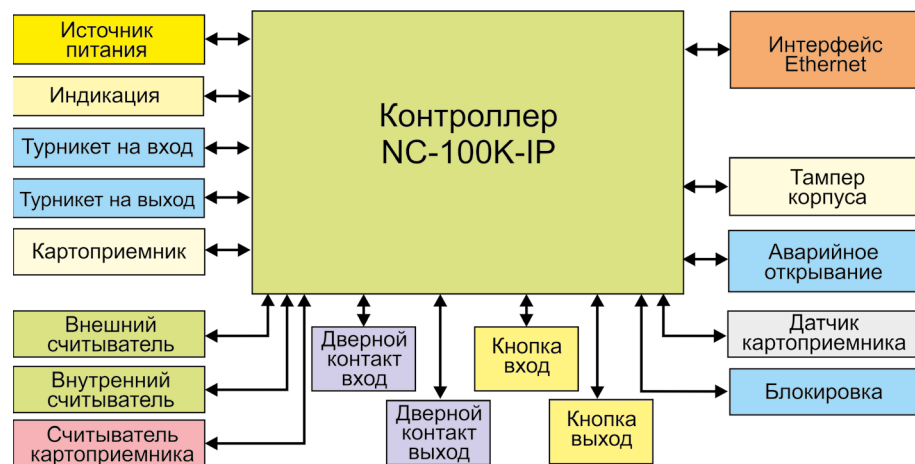 Источник
питания
Индикация
Турникет на вход
Турникет на выход
Картоприемник
Внешний
считыватель
Внутренний
считыватель
Считыватель
картоприемника
Контроллер
NC-100K-IP
Дверной
контакт
вход
Дверной
контакт
выход
Кнопка
вход
Кнопка
выход
Интерфейс
Ethernet
Тампер
корпуса
Аварийное
открывание
Датчик
картоприемника
Блокировка